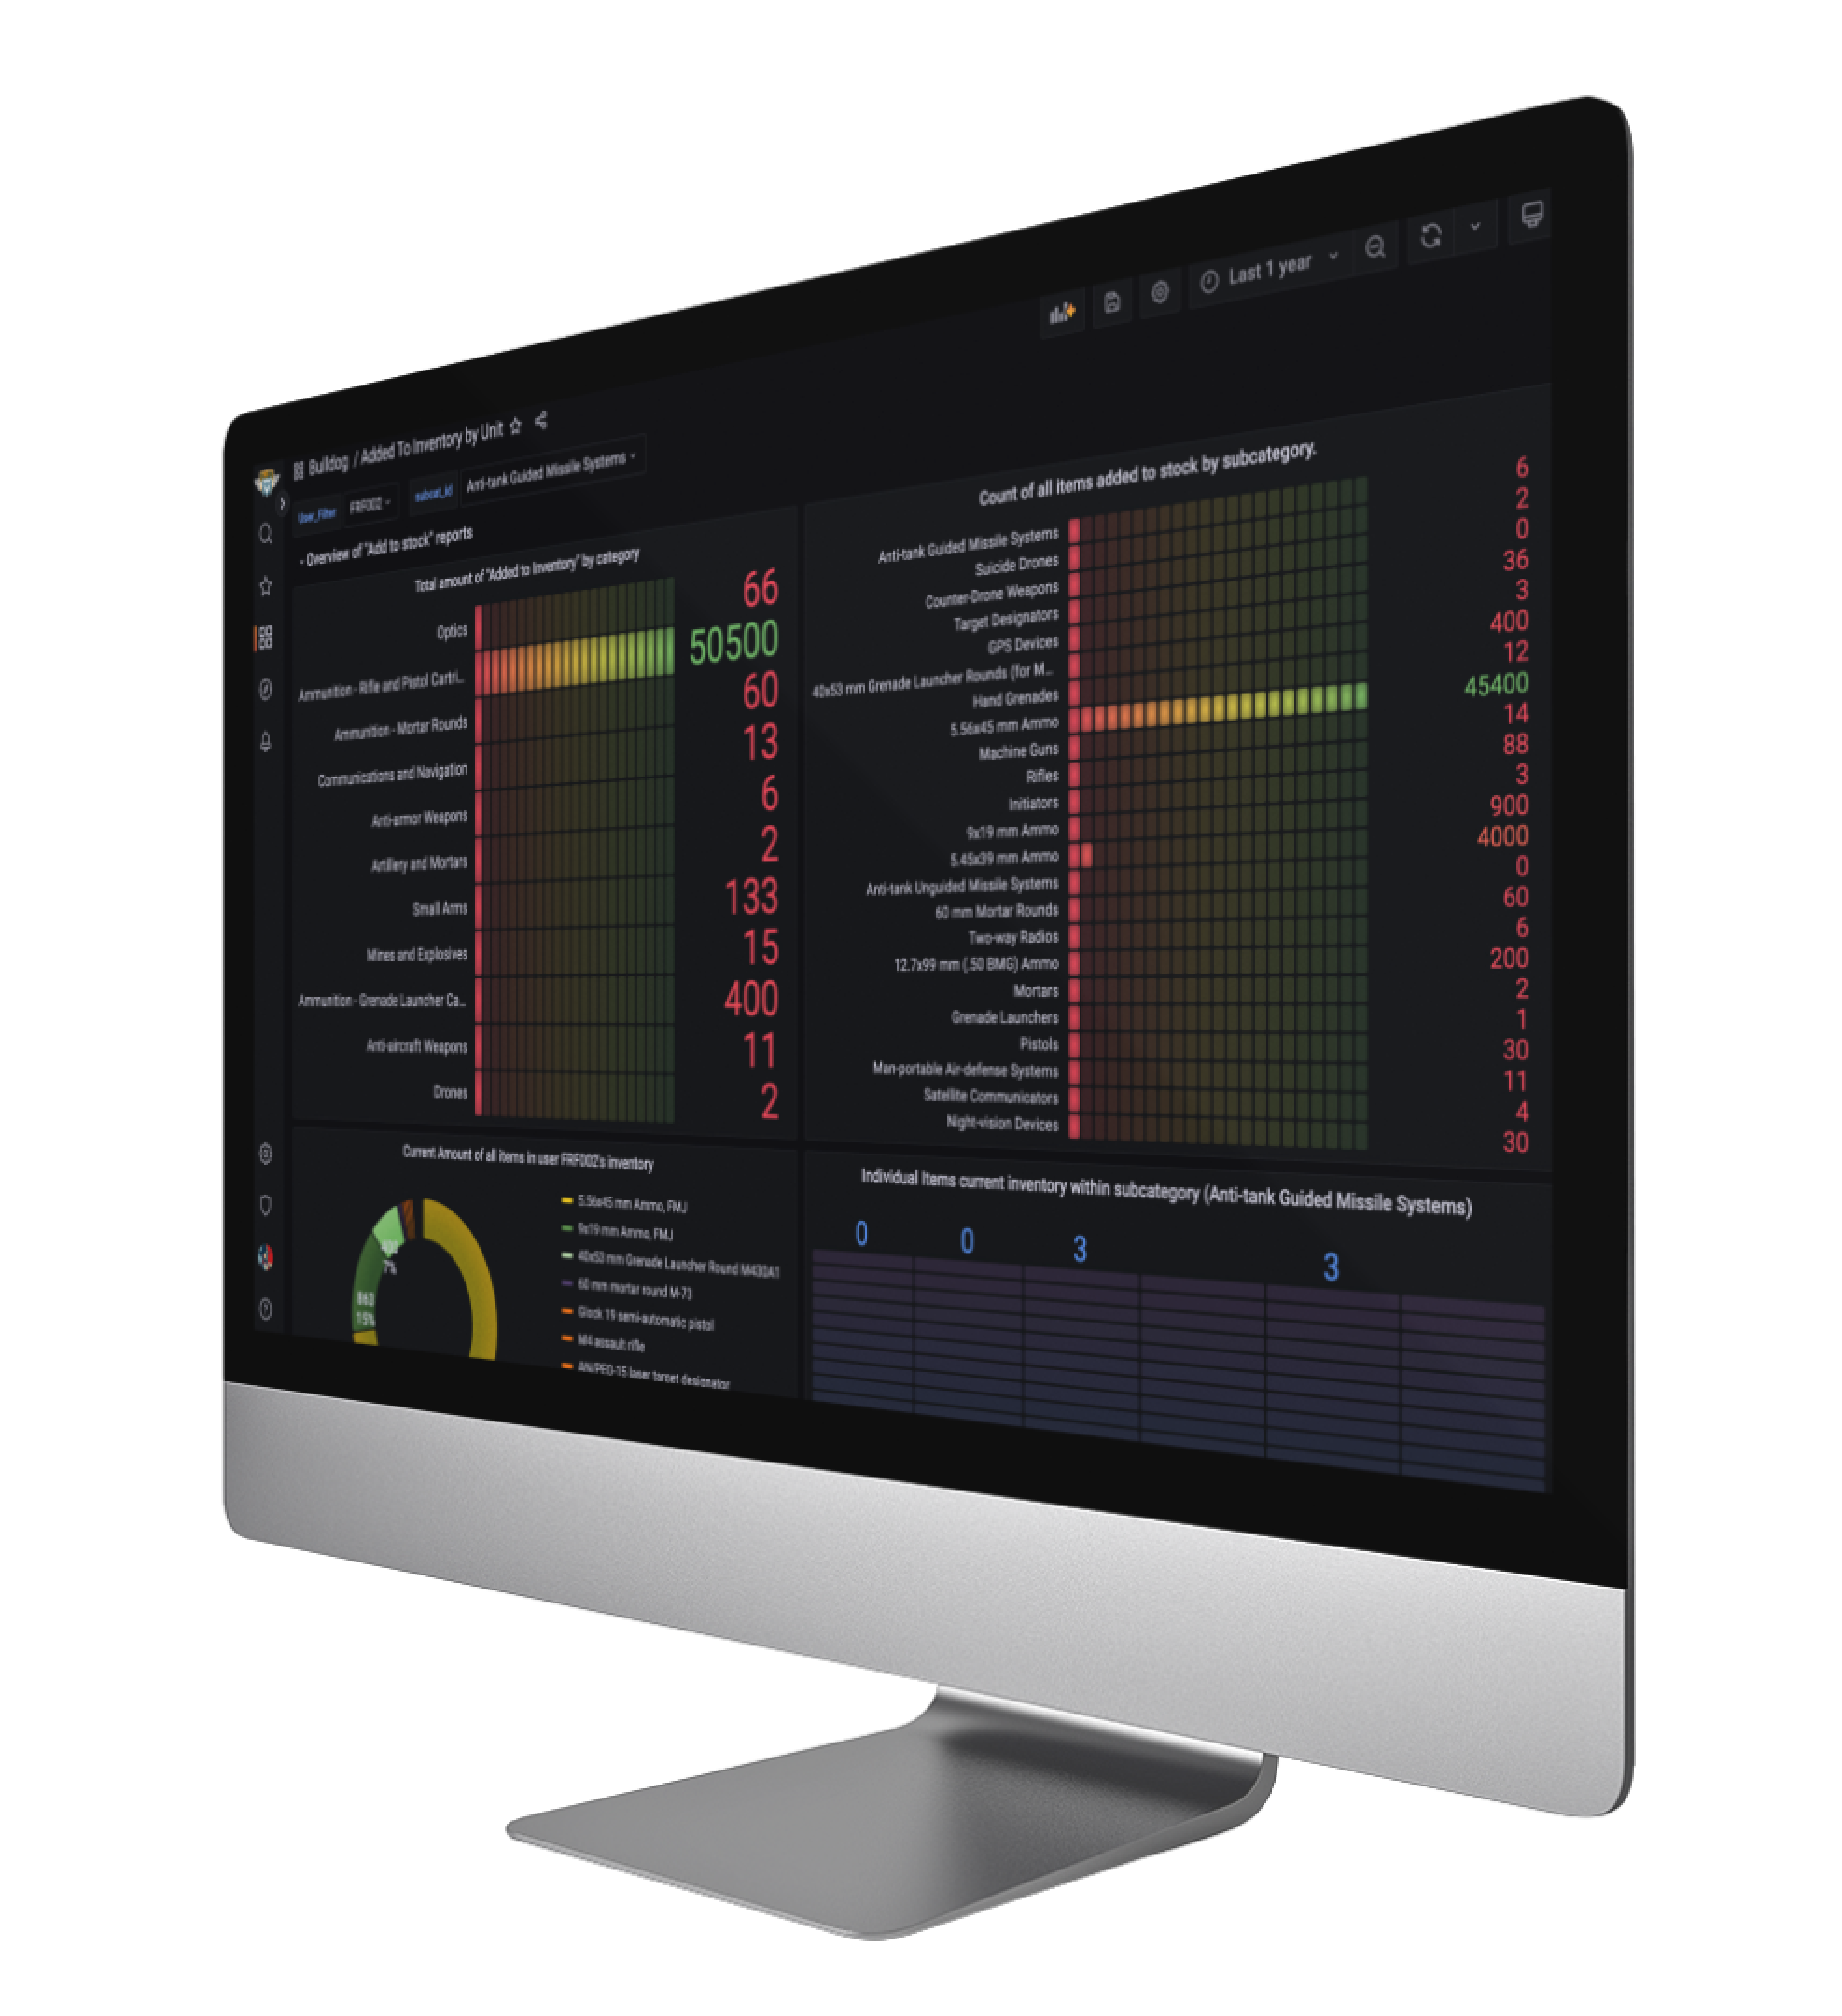 Last 1 year
Bulldog / Added To Inventory by Unit
User_Filter FRF002 subcat_id Anti-tank Guided Missile Systems
- Overview of "Add to stock" reports
Total amount of "Added to Inventory" by category
Optics 66
Ammunition - Rifle and Pistol Cartri... 50500
Ammunition - Mortar Rounds 60
Communications and Navigation 13
Anti-armor Weapons 6
Artillery and Mortars 2
Small Arms 133
Mines and Explosives 15
Ammunition - Grenade Launcher Ca... 400
Anti-aircraft Weapons 11
Drones 2
Count of all items added to stock by subcategory.
Anti-tank Guided Missile Systems 6
Suicide Drones 2
Counter-Drone Weapons 0
Target Designators 36
GPS Devices 3
40x53 mm Grenade Launcher Rounds (for M... 400
Hand Grenades 12
5.56x45 mm Ammo 45400
Machine Guns 14
Rifles 88
Initiators 3
9x19 mm Ammo 900
5.45x39 mm Ammo 4000
Anti-tank Unguided Missile Systems 0
60 mm Mortar Rounds 60
Two-way Radios 6
12.7x99 mm (.50 BMG) Ammo 200
Mortars 2
Grenade Launchers 1
Pistols 30
Man-portable Air-defense Systems 11
Satellite Communicators 4
Night-vision Devices 30
Current Amount of all items in user FRF002's inventory
7%
863
15%
5.56x45 mm Ammo, FMJ
9x19 mm Ammo, FMJ
40x53 mm Grenade Launcher Round M430A1
60 mm mortar round M-73
Glock 19 semi-automatic pistol
M4 assault rifle
AN/PEQ-15 laser target designator
Individual Items current inventory within subcategory (Anti-tank Guided Missile Systems)
0 0 3 3